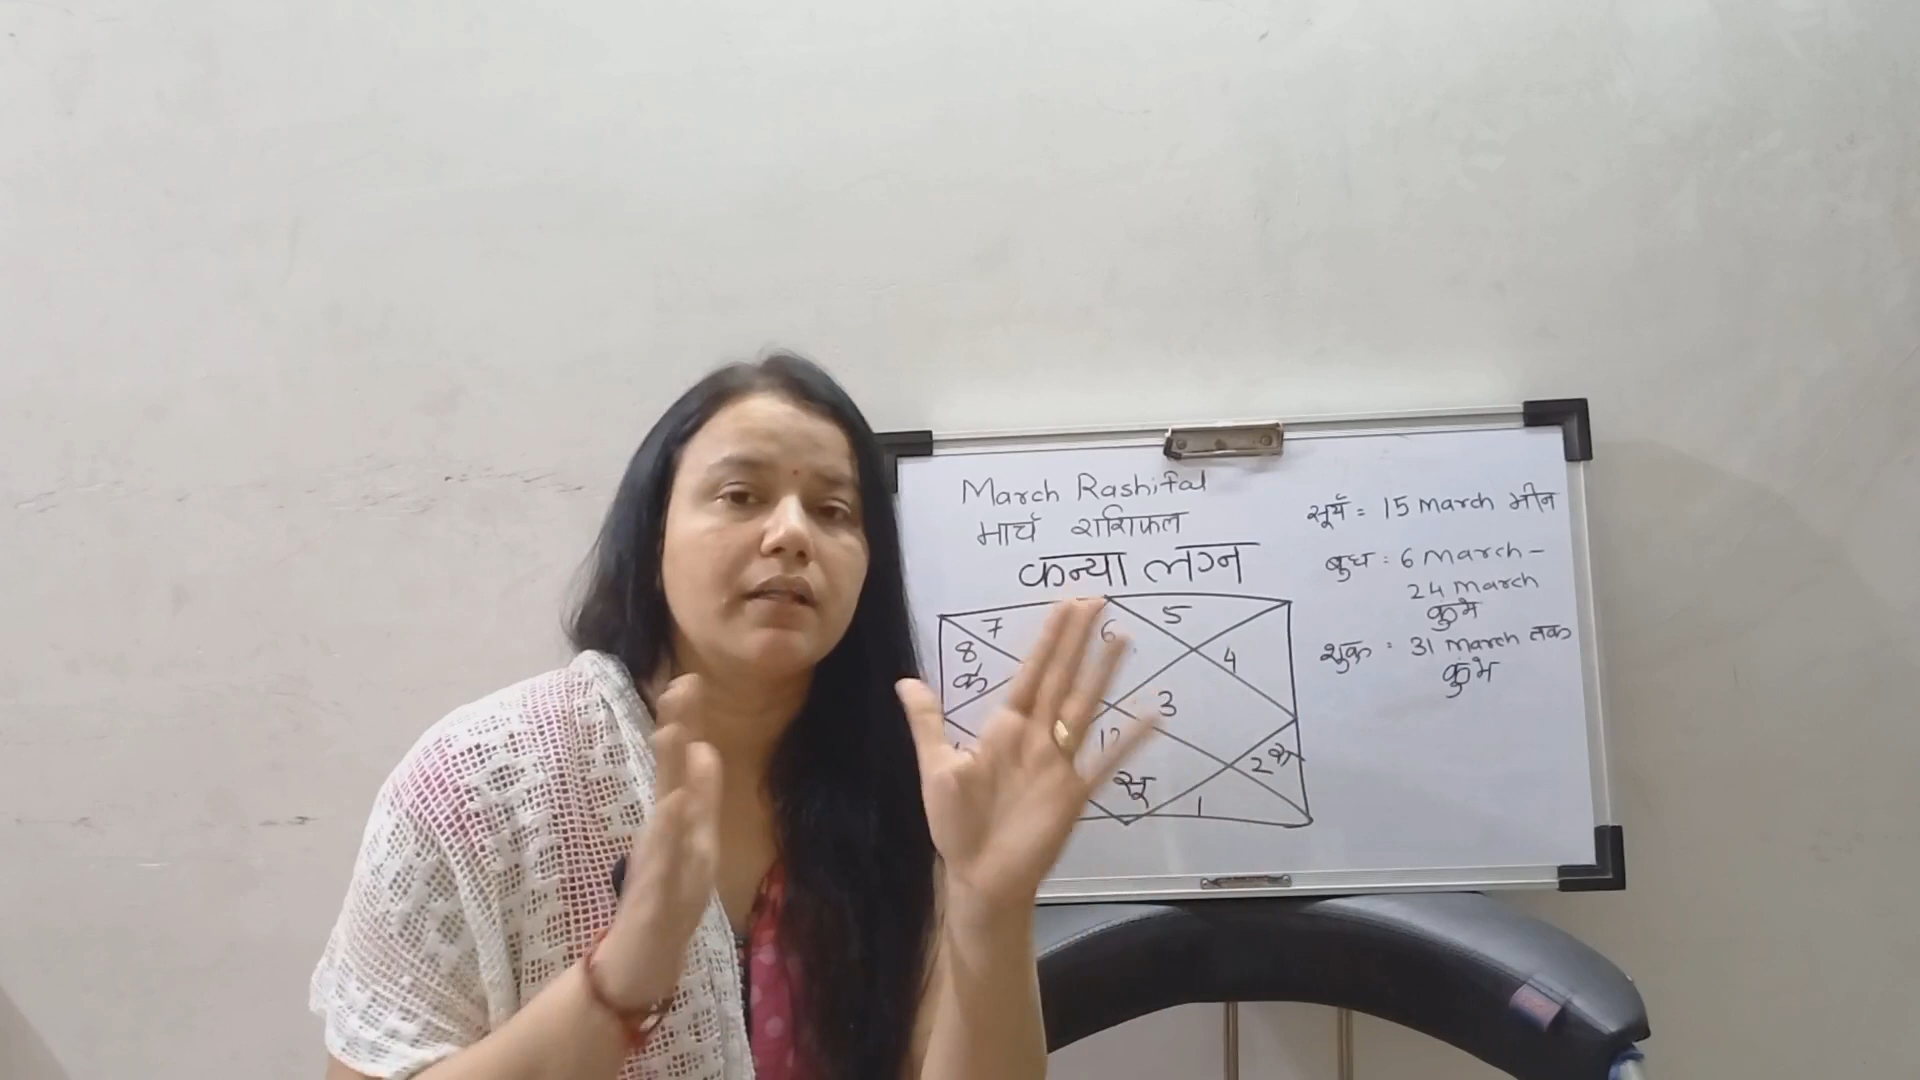 March Rashifal
मार्च राशिफल
कन्या लग्न
7
6
5
8
के
4
3
12
सू
2 रा
1
सूर्य = 15 March मीन
बुध : 6 March -
24 March
कुंभ
शुक्र : 31 March तक
कुंभ